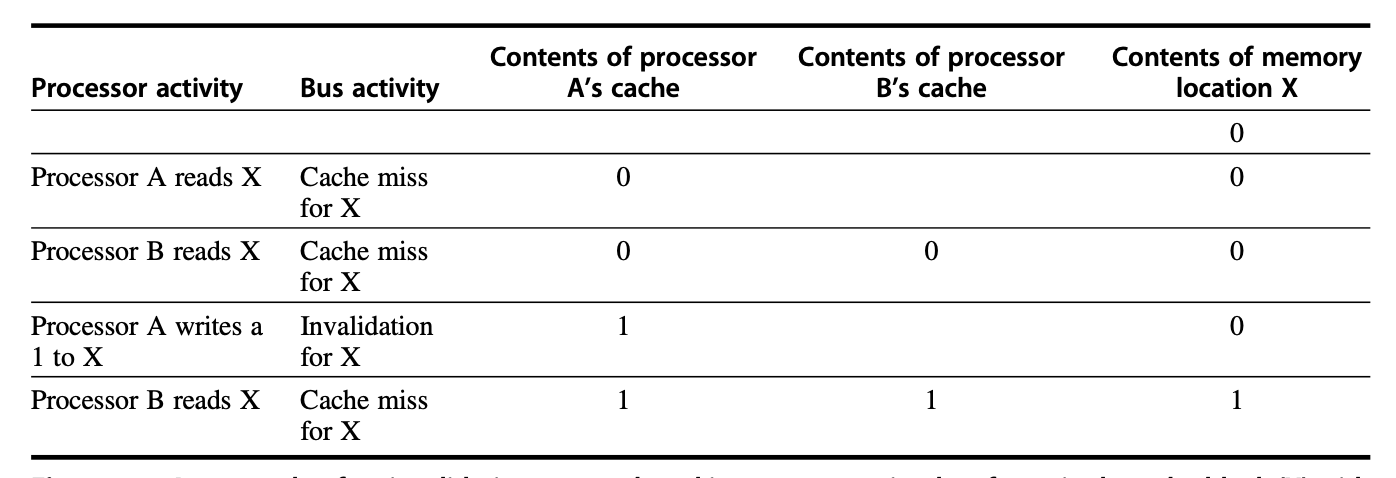 Contents of processor Contents of processor Contents of memory
Processor activity Bus activity A's cache B's cache location X
0
Processor A reads X Cache miss 0 0
for X
Processor B reads X Cache miss 0 0 0
for X
Processor A writes a Invalidation 1 0
1 to X for X
Processor B reads X Cache miss 1 1 1
for X